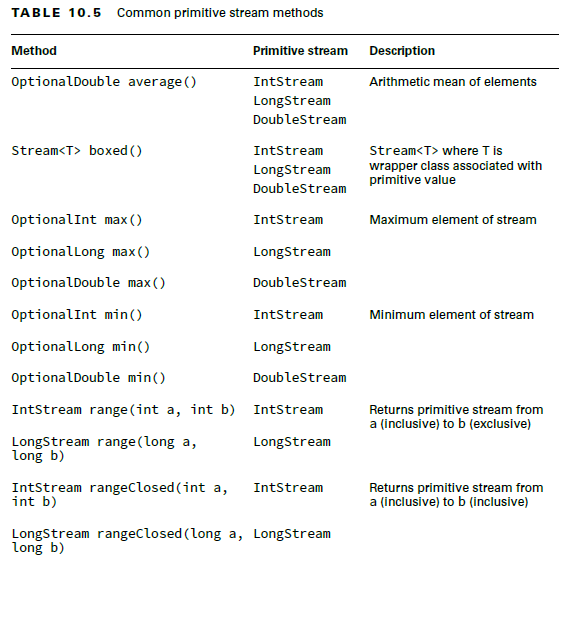 TABLE 10.5 Common primitive stream methods
Method Primitive stream Description
OptionalDouble average() IntStream Arithmetic mean of elements
LongStream
DoubleStream
Stream<T> boxed() IntStream Stream<T> where T is
LongStream wrapper class associated with
DoubleStream primitive value
OptionalInt max() IntStream Maximum element of stream
OptionalLong max() LongStream
OptionalDouble max() DoubleStream
OptionalInt min() IntStream Minimum element of stream
OptionalLong min() LongStream
OptionalDouble min() DoubleStream
IntStream range(int a, int b) IntStream Returns primitive stream from
a (inclusive) to b (exclusive)
LongStream range(long a, LongStream
long b)
IntStream rangeClosed(int a, IntStream Returns primitive stream from
int b) a (inclusive) to b (inclusive)
LongStream rangeClosed(long a, LongStream
long b)